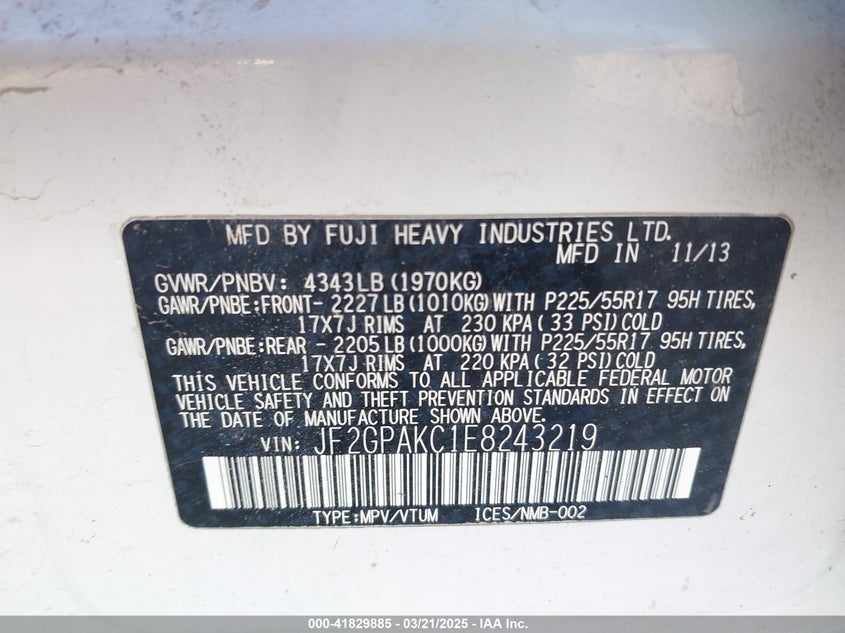 MFD BY FUJI HEAVY INDUSTRIES LTD.
MFD IN 11/13
GVWR/PNBV: 4343LB (1970KG)
GAWR/PNBE:FRONT- 2227LB (1010KG) WITH P225/55R17 95H TIRES,
17X7J RIMS AT 230 KPA ( 33 PSI) COLD
GAWR/PNBE:REAR - 2205LB (1000KG) WITH P225/55R17 95H TIRES,
17X7J RIMS AT 220 KPA ( 32 PSI) COLD
THIS VEHICLE CONFORMS TO ALL APPLICABLE FEDERAL MOTOR
VEHICLE SAFETY AND THEFT PREVENTION STANDARDS IN EFFECT ON
THE DATE OF MANUFACTURE SHOWN ABOVE.
VIN: JF2GPAKC1E8243219
TYPE:MPV/VTUM ICES/NMB-002
000-41829885 - 03/21/2025 - IAA Inc.